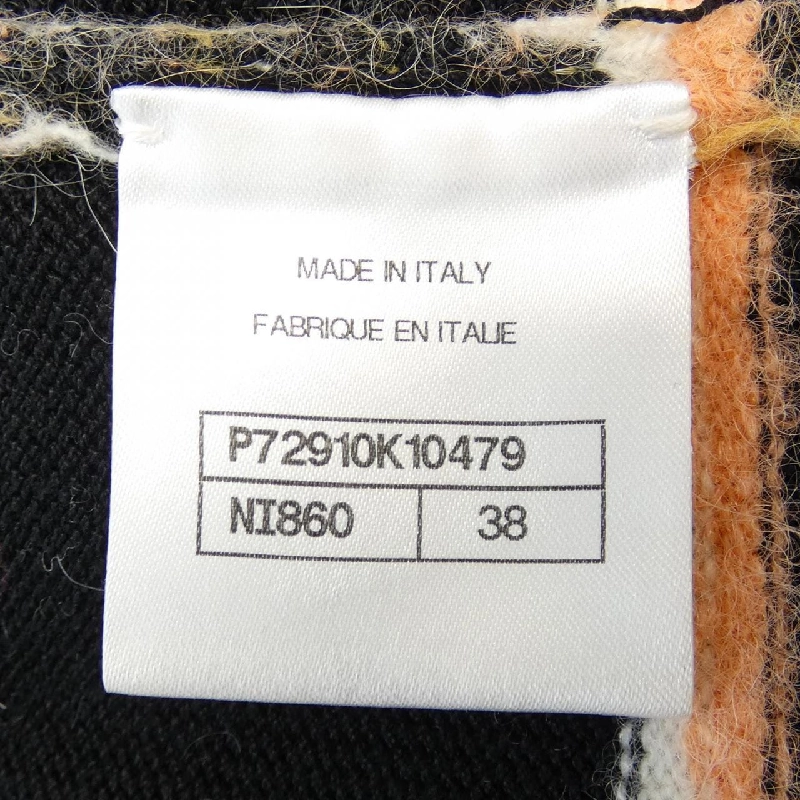 MADE IN ITALY
FABRIQUE EN ITALIE
P72910K10479
NI860 38